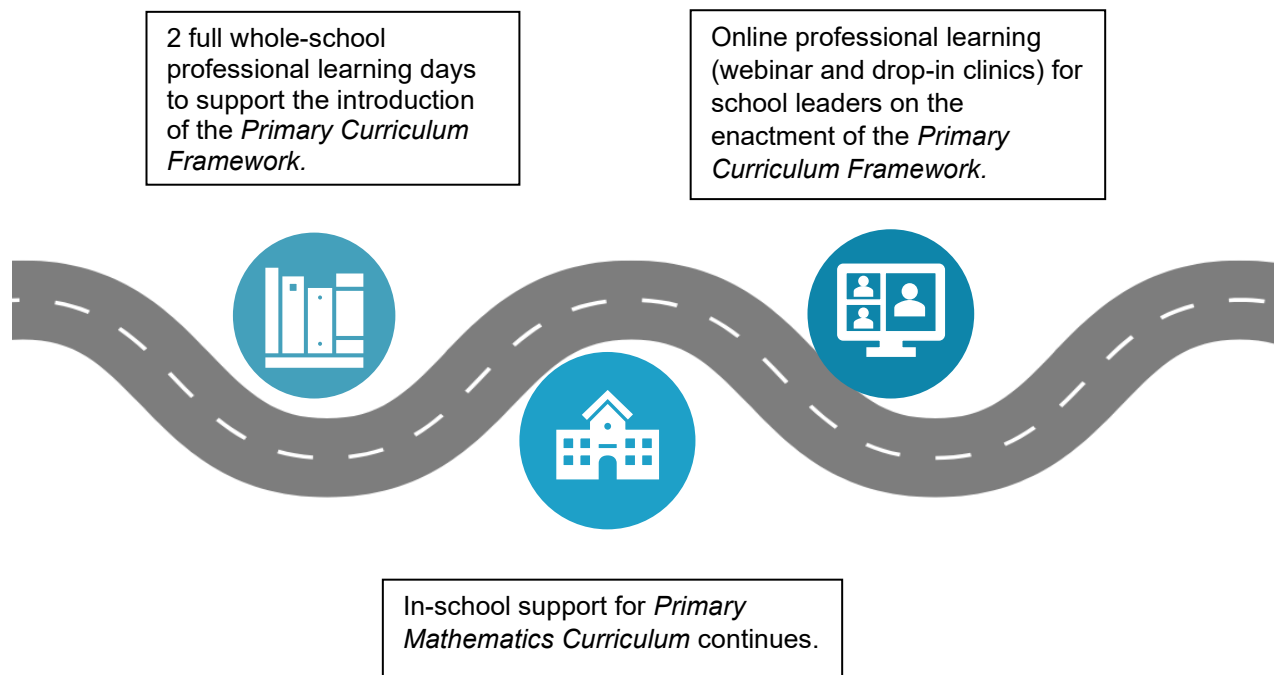 2 full whole-school
professional learning days
to support the introduction
of the Primary Curriculum
Framework.
Online professional learning
(webinar and drop-in clinics) for
school leaders on the
enactment of the Primary
Curriculum Framework.
In-school support for Primary
Mathematics Curriculum continues.